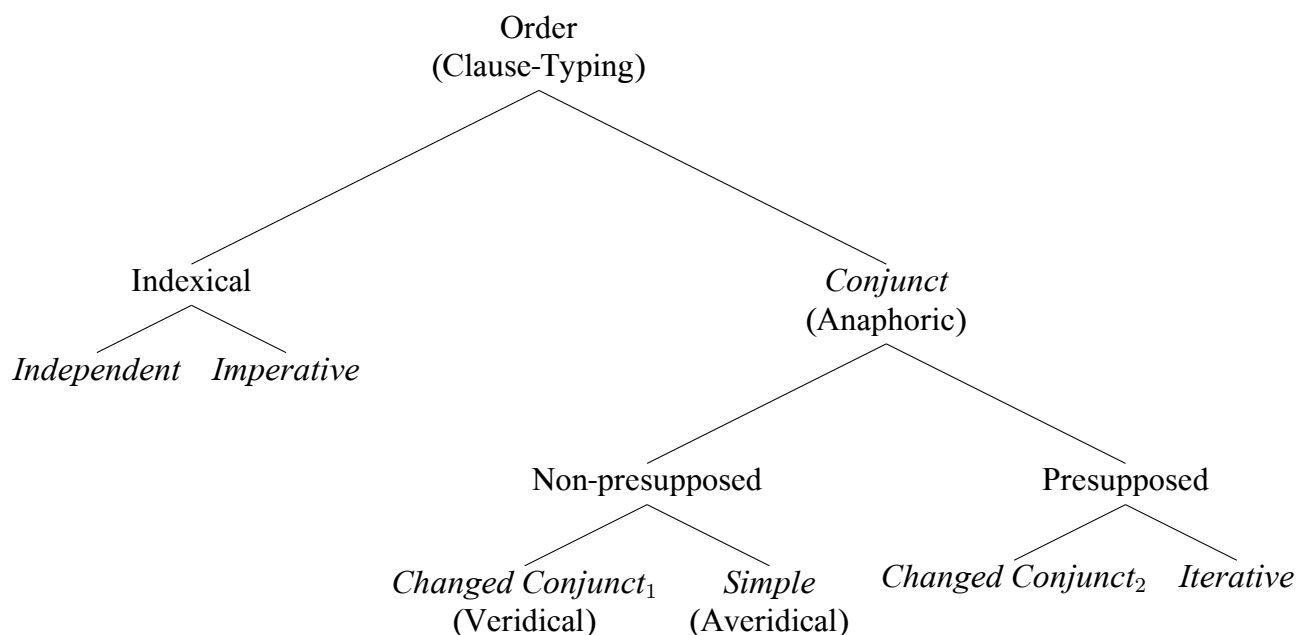 Order
(Clause-Typing)
Indexical
Conjunct
(Anaphoric)
Independent Imperative
Non-presupposed
Presupposed
Changed Conjunct₁
(Veridical)
Simple
(Averidical)
Changed Conjunct₂
Iterative